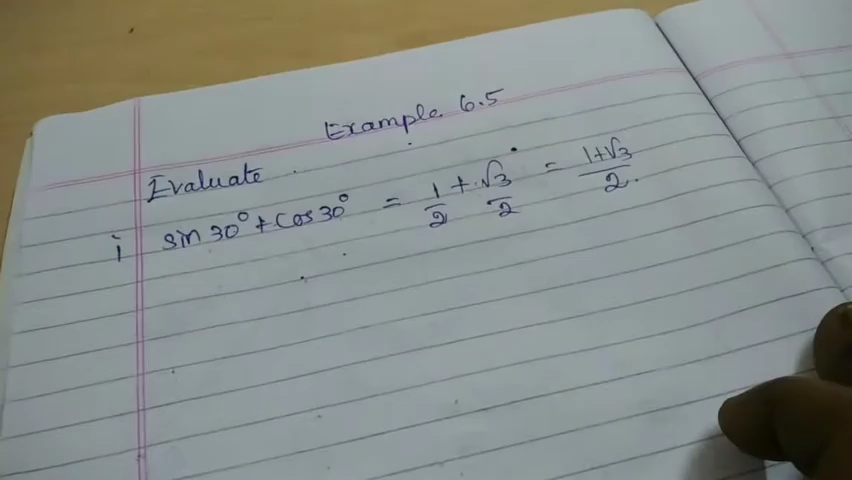 Example 6.5
Evaluate
i sin 30° + cos 30° = 1/2 + √3/2 = 1+√3/2.